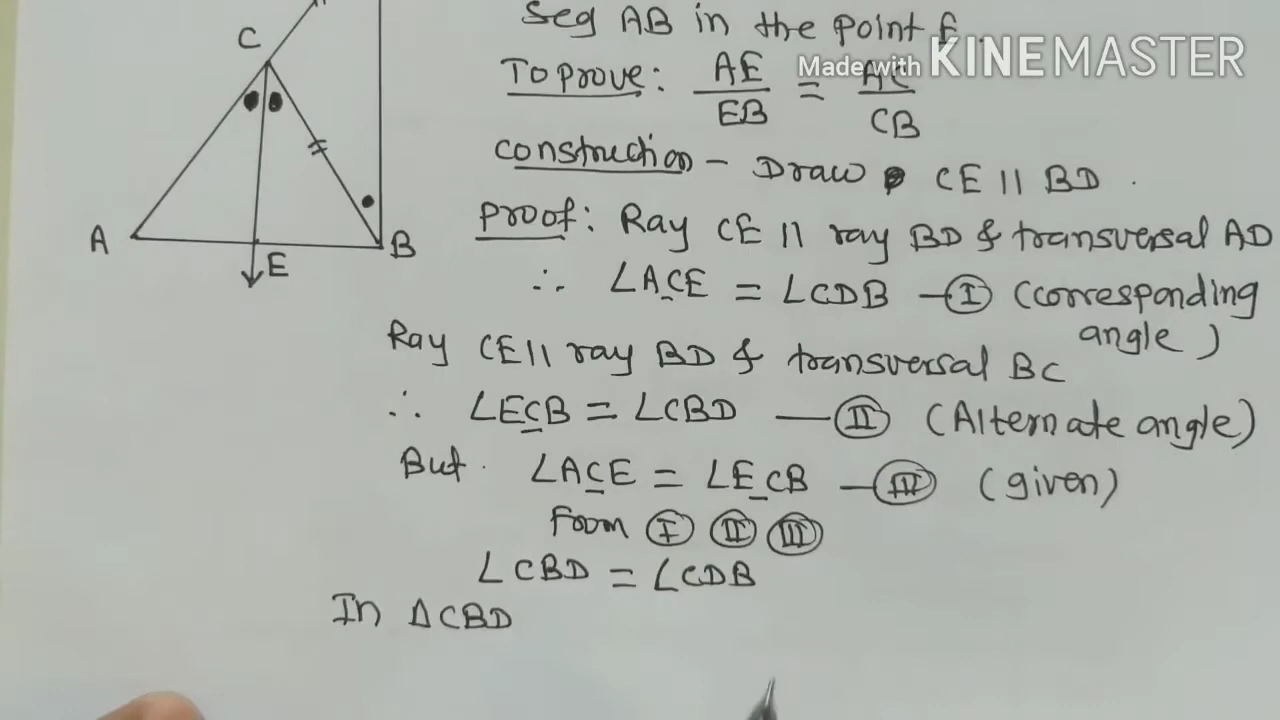 Seg AB in the point E.
Made with KINEMASTER
To prove: AE/EB = AC/CB
construction - Draw CE || BD.
Proof: Ray CE || ray BD & transversal AD
∴ ∠ACE = ∠CDB — I (corresponding angle)
Ray CE || ray BD & transversal BC
∴ ∠ECB = ∠CBD — II (Alternate angle)
But ∠ACE = ∠ECB — III (given)
From I II III
∠CBD = ∠CDB
In ΔCBD
C
A
B
E